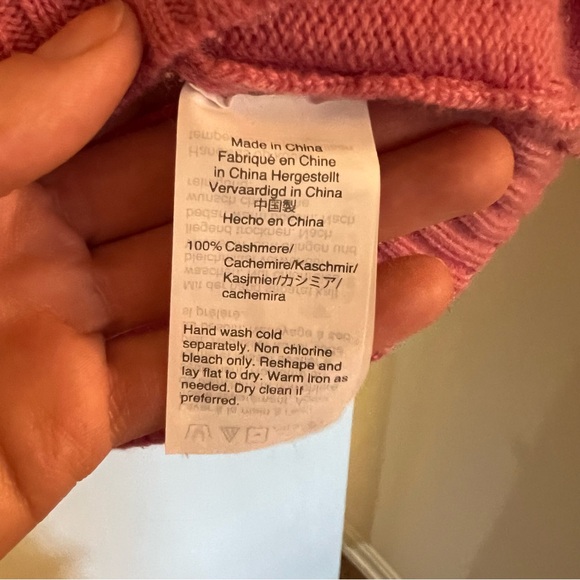 Made in China
Fabriqué en Chine
in China Hergestellt
Vervaardigd in China
中国製
Hecho en China
100% Cashmere/
Cachemire/Kaschmir/
Kasjmier/カシミア/
cachemira
Hand wash cold
separately. Non chlorine
bleach only. Reshape and
lay flat to dry. Warm iron as
needed. Dry clean if
preferred.